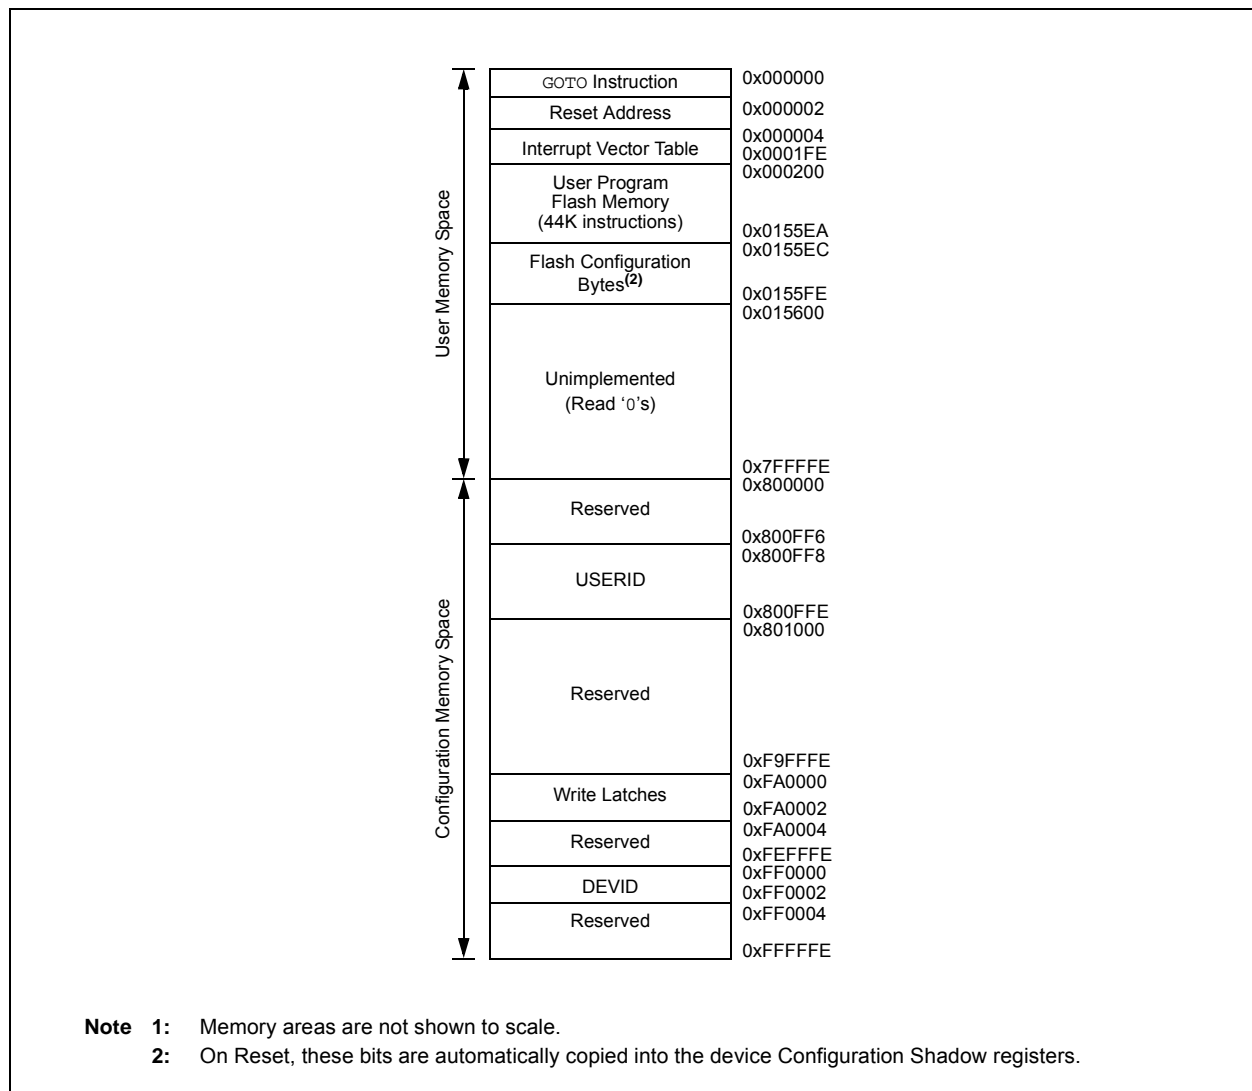 GOTO Instruction
0x000000
Reset Address
0x000002
0x000004
Interrupt Vector Table
0x0001FE
0x000200
User Program
Flash Memory
(44K instructions)
0x0155EA
0x0155EC
Flash Configuration
Bytes(2)
0x0155FE
0x015600
User Memory Space
Unimplemented
(Read ‘0’s)
0x7FFFFE
0x800000
Reserved
0x800FF6
0x800FF8
USERID
0x800FFE
0x801000
Configuration Memory Space
Reserved
0xF9FFFE
0xFA0000
Write Latches
0xFA0002
0xFA0004
Reserved
0xFEFFFE
0xFF0000
DEVID
0xFF0002
0xFF0004
Reserved
0xFFFFFE
Note 1: Memory areas are not shown to scale.
2: On Reset, these bits are automatically copied into the device Configuration Shadow registers.